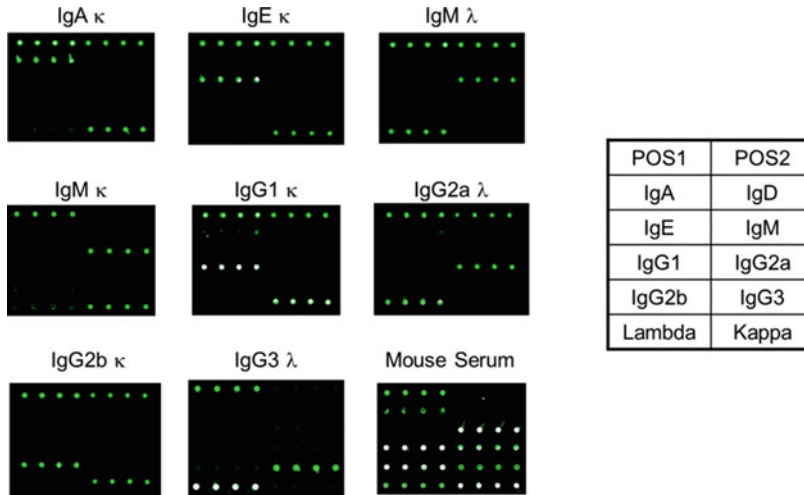 IgA κ
IgE κ
IgM λ
IgM κ
IgG1 κ
IgG2a λ
IgG2b κ
IgG3 λ
Mouse Serum
POS1 POS2
IgA IgD
IgE IgM
IgG1 IgG2a
IgG2b IgG3
Lambda Kappa